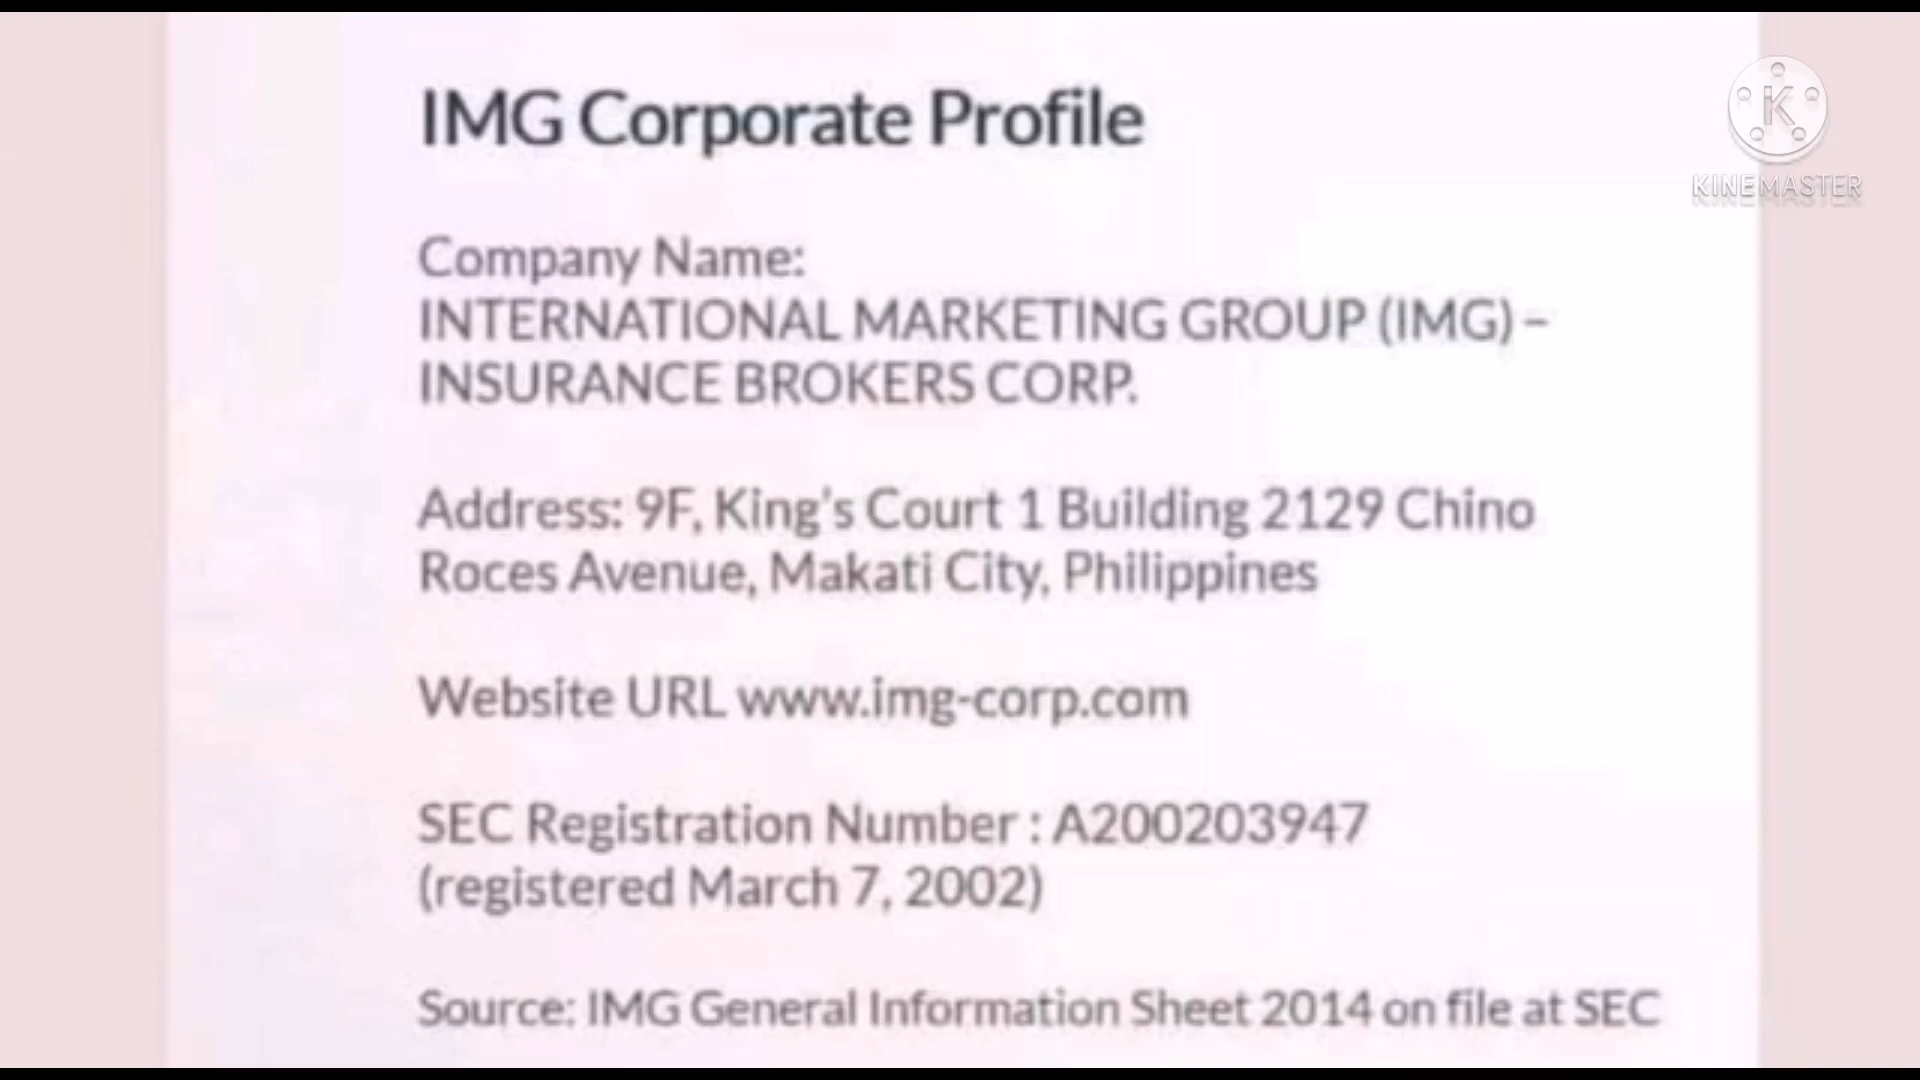 IMG Corporate Profile
K
KINEMASTER
Company Name:
INTERNATIONAL MARKETING GROUP (IMG) –
INSURANCE BROKERS CORP.
Address: 9F, King's Court 1 Building 2129 Chino
Roces Avenue, Makati City, Philippines
Website URL www.img-corp.com
SEC Registration Number : A200203947
(registered March 7, 2002)
Source: IMG General Information Sheet 2014 on file at SEC